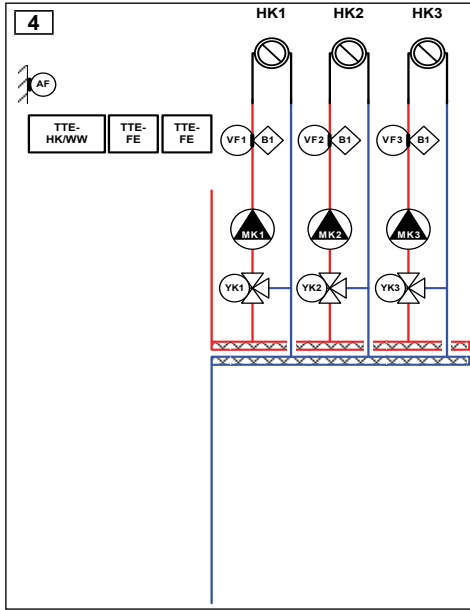 HK1 HK2 HK3
4
AF
TTE-
HK/WW
TTE-
FE
TTE-
FE
VF1 B1 VF2 B1 VF3 B1
MK1 MK2 MK3
YK1 YK2 YK3